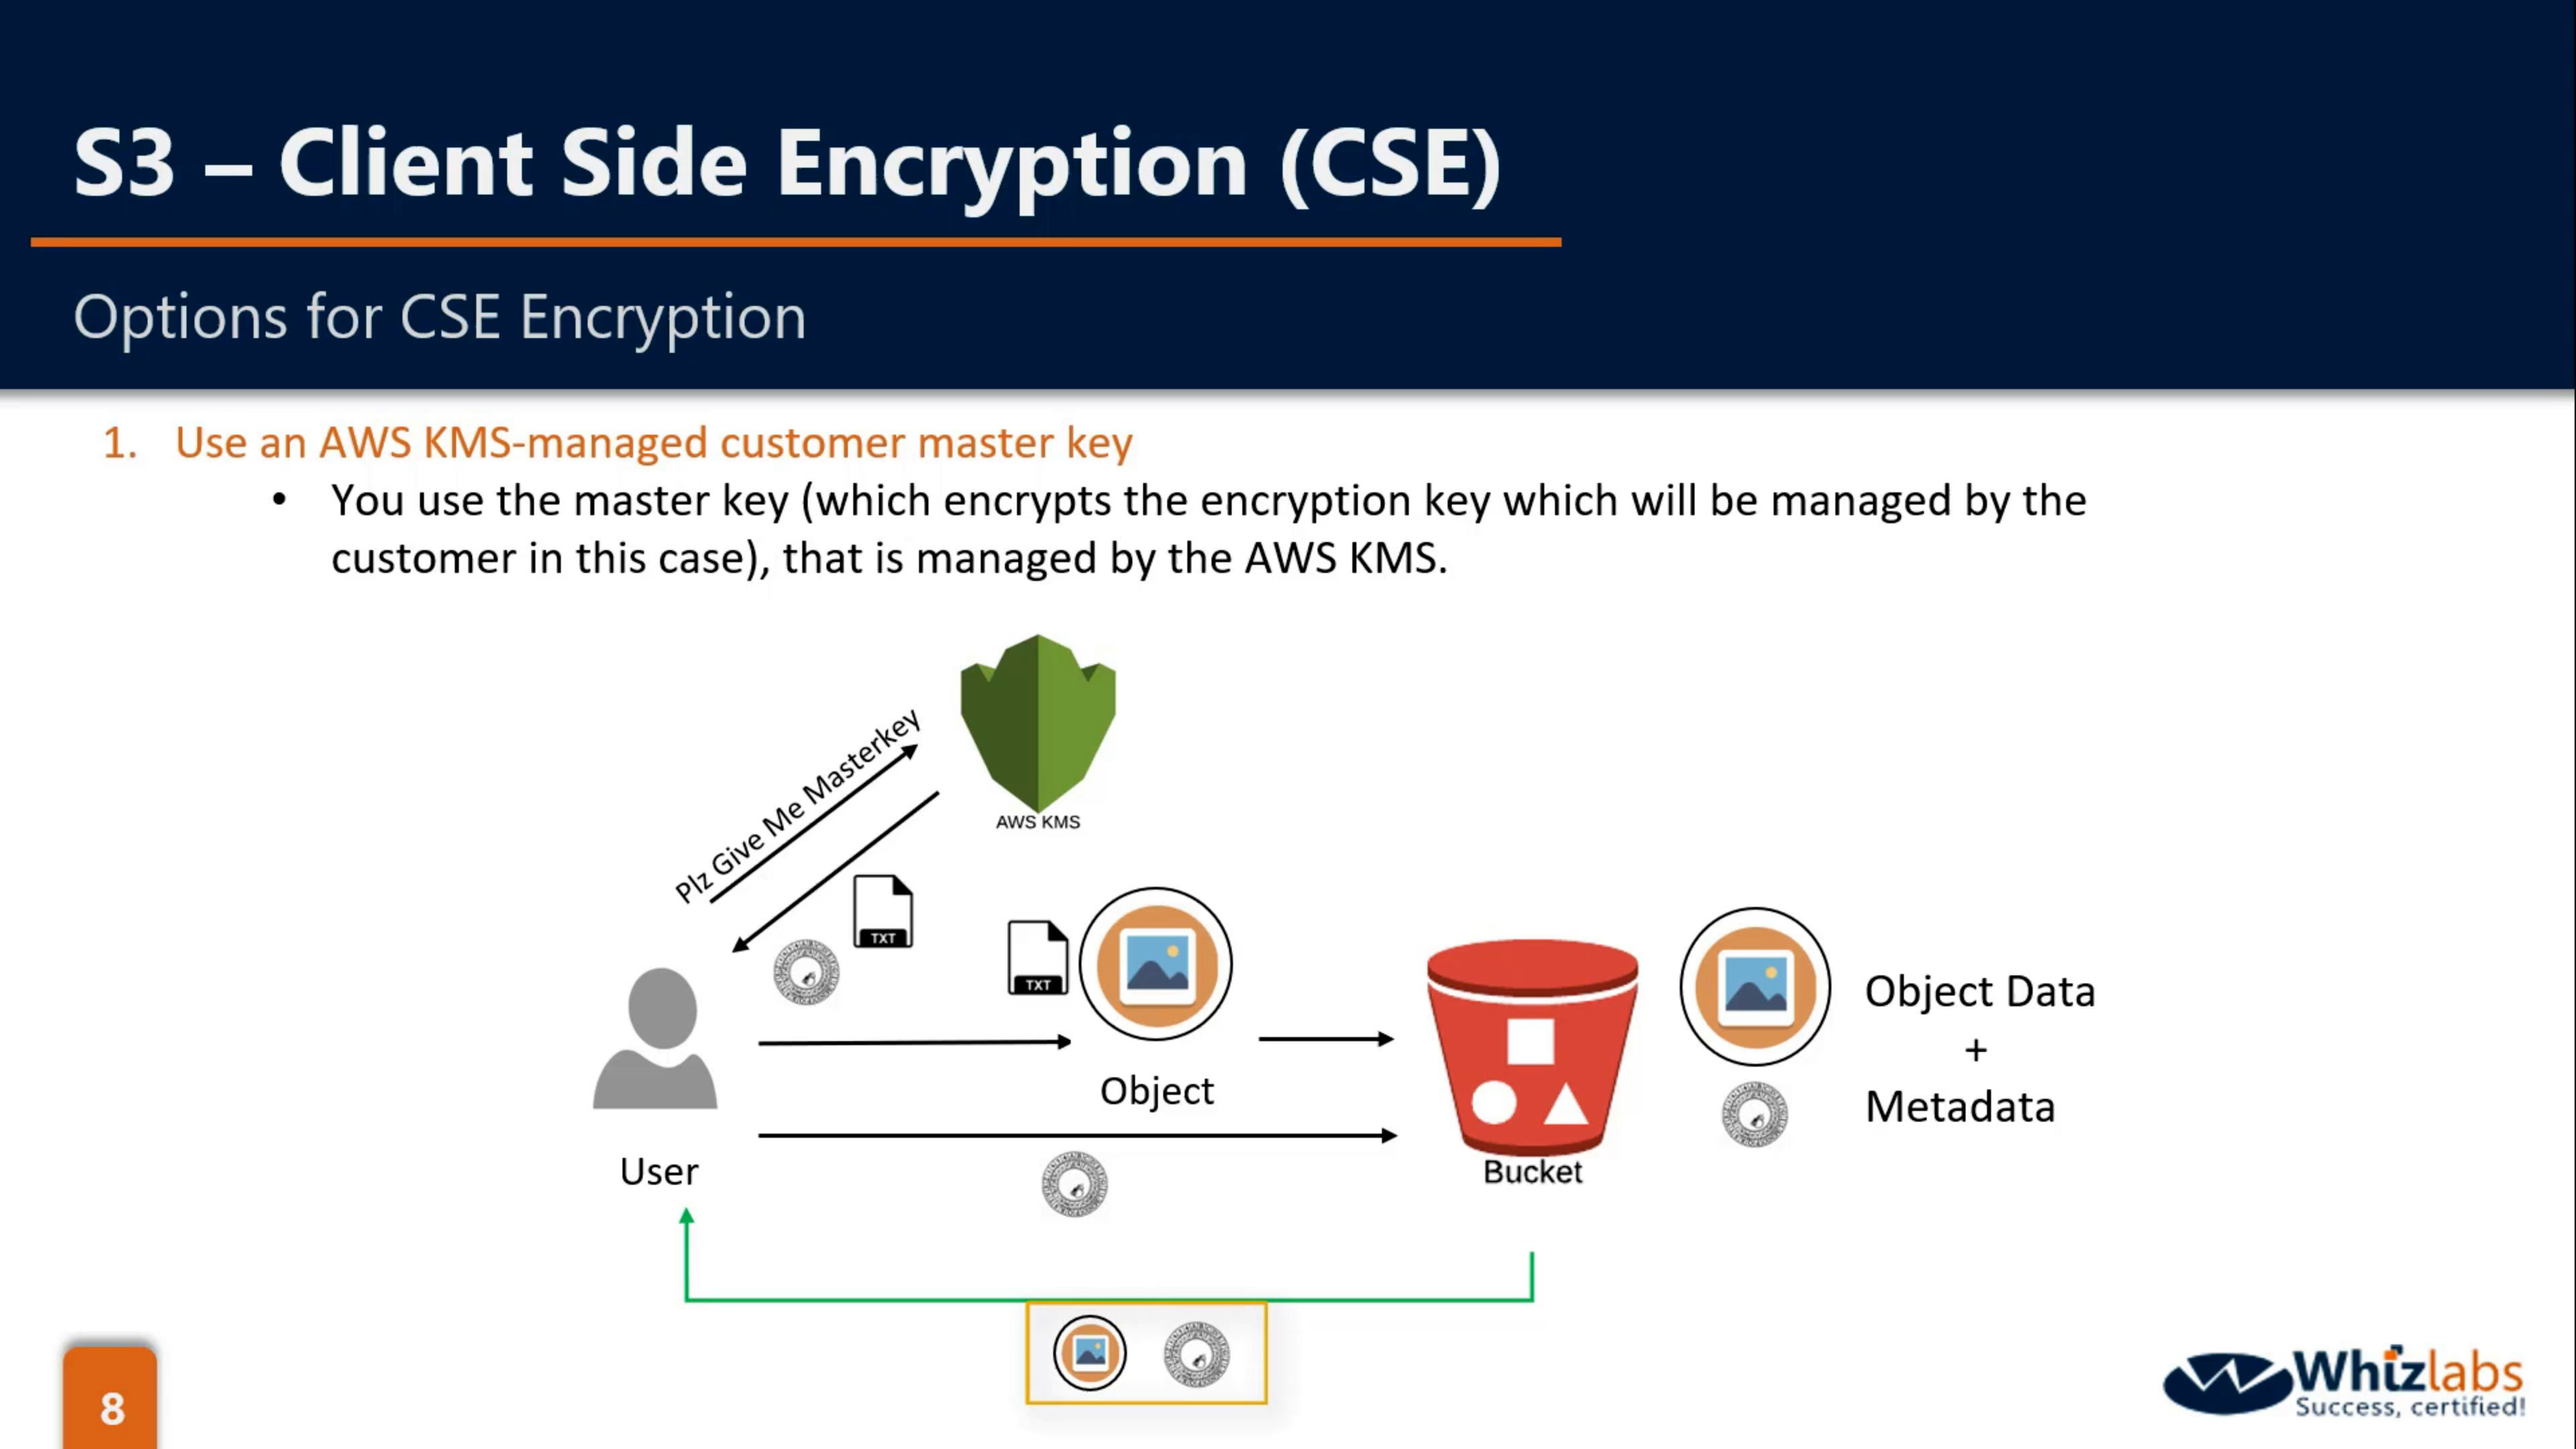 S3 – Client Side Encryption (CSE)
Options for CSE Encryption
1. Use an AWS KMS-managed customer master key
• You use the master key (which encrypts the encryption key which will be managed by the
customer in this case), that is managed by the AWS KMS.
Plz Give Me Masterkey
AWS KMS
TXT
TXT
Object Data
+
Metadata
Object
User
Bucket
8
Whizlabs
Success, certified!